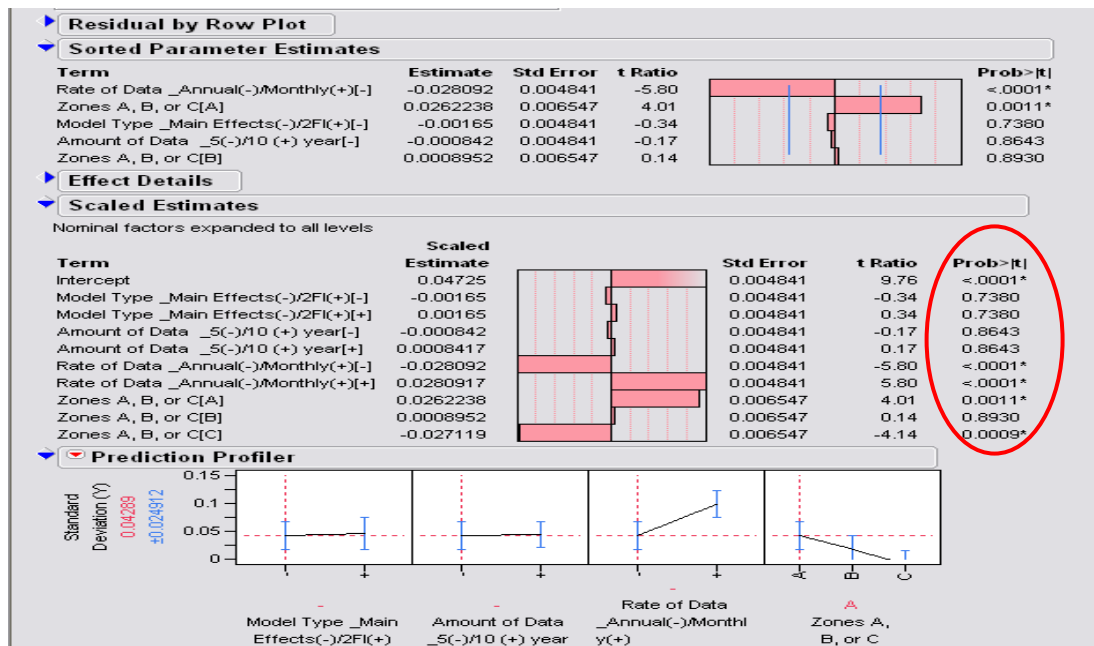 Residual by Row Plot
Sorted Parameter Estimates
Term Estimate Std Error t Ratio Prob>|t|
Rate of Data _Annual(-)/Monthly(+)[-] -0.028092 0.004841 -5.80 <.0001*
Zones A, B, or C[A] 0.0262238 0.006547 4.01 0.0011*
Model Type _Main Effects(-)/2FI(+)[-] -0.00165 0.004841 -0.34 0.7380
Amount of Data _5(-)/10 (+) year[-] -0.000842 0.004841 -0.17 0.8643
Zones A, B, or C[B] 0.0008952 0.006547 0.14 0.8930
Effect Details
Scaled Estimates
Nominal factors expanded to all levels
Scaled
Term Estimate Std Error t Ratio Prob>|t|
Intercept 0.04725 0.004841 9.76 <.0001*
Model Type _Main Effects(-)/2FI(+)[-] -0.00165 0.004841 -0.34 0.7380
Model Type _Main Effects(-)/2FI(+)[+] 0.00165 0.004841 0.34 0.7380
Amount of Data _5(-)/10 (+) year[-] -0.000842 0.004841 -0.17 0.8643
Amount of Data _5(-)/10 (+) year[+] 0.0008417 0.004841 0.17 0.8643
Rate of Data _Annual(-)/Monthly(+)[-] -0.028092 0.004841 -5.80 <.0001*
Rate of Data _Annual(-)/Monthly(+)[+] 0.0280917 0.004841 5.80 <.0001*
Zones A, B, or C[A] 0.0262238 0.006547 4.01 0.0011*
Zones A, B, or C[B] 0.0008952 0.006547 0.14 0.8930
Zones A, B, or C[C] -0.027119 0.006547 -4.14 0.0009*
Prediction Profiler
Standard
Deviation (Y)
0.04289
±0.024912
0.15
0.1
0.05
0
- + - + - + A B C
- - - A
Model Type _Main
Effects(-)/2FI(+)
Amount of Data
_5(-)/10 (+) year
Rate of Data
_Annual(-)/Monthl
y(+)
Zones A,
B, or C